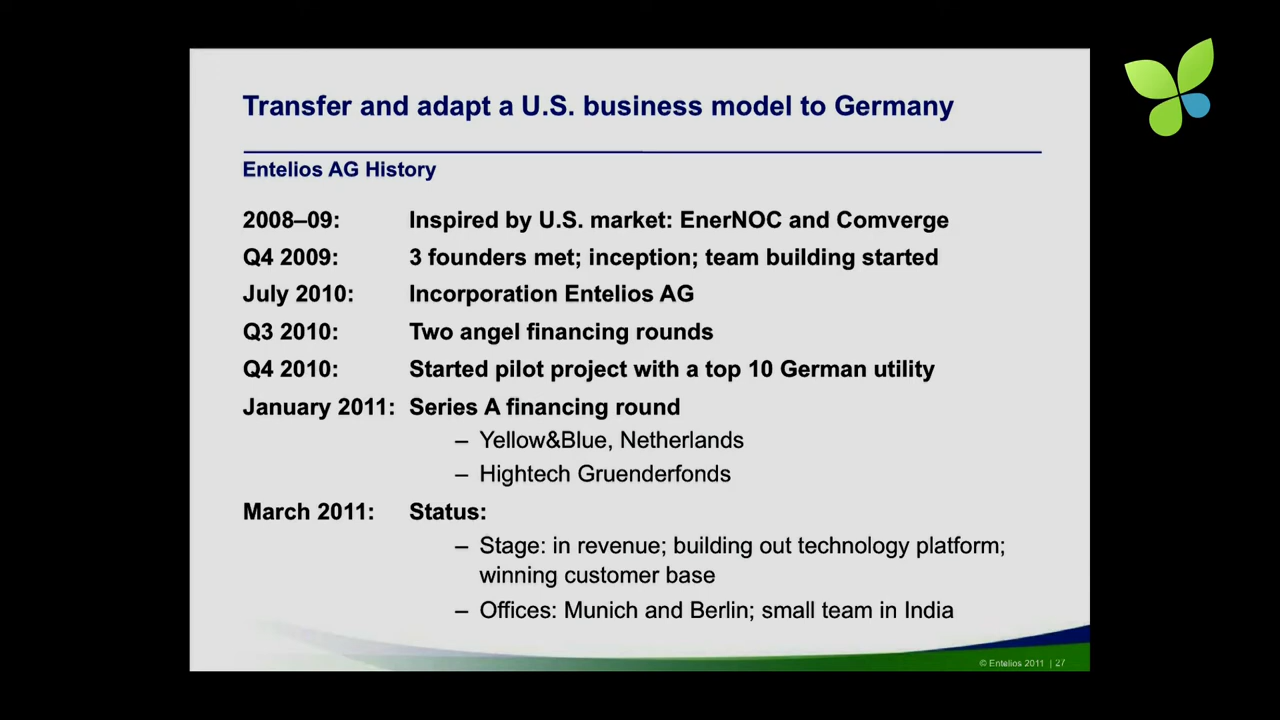 Transfer and adapt a U.S. business model to Germany
Entelios AG History
2008–09: Inspired by U.S. market: EnerNOC and Comverge
Q4 2009: 3 founders met; inception; team building started
July 2010: Incorporation Entelios AG
Q3 2010: Two angel financing rounds
Q4 2010: Started pilot project with a top 10 German utility
January 2011: Series A financing round
– Yellow&Blue, Netherlands
– Hightech Gruenderfonds
March 2011: Status:
– Stage: in revenue; building out technology platform;
winning customer base
– Offices: Munich and Berlin; small team in India
© Entelios 2011 | 27